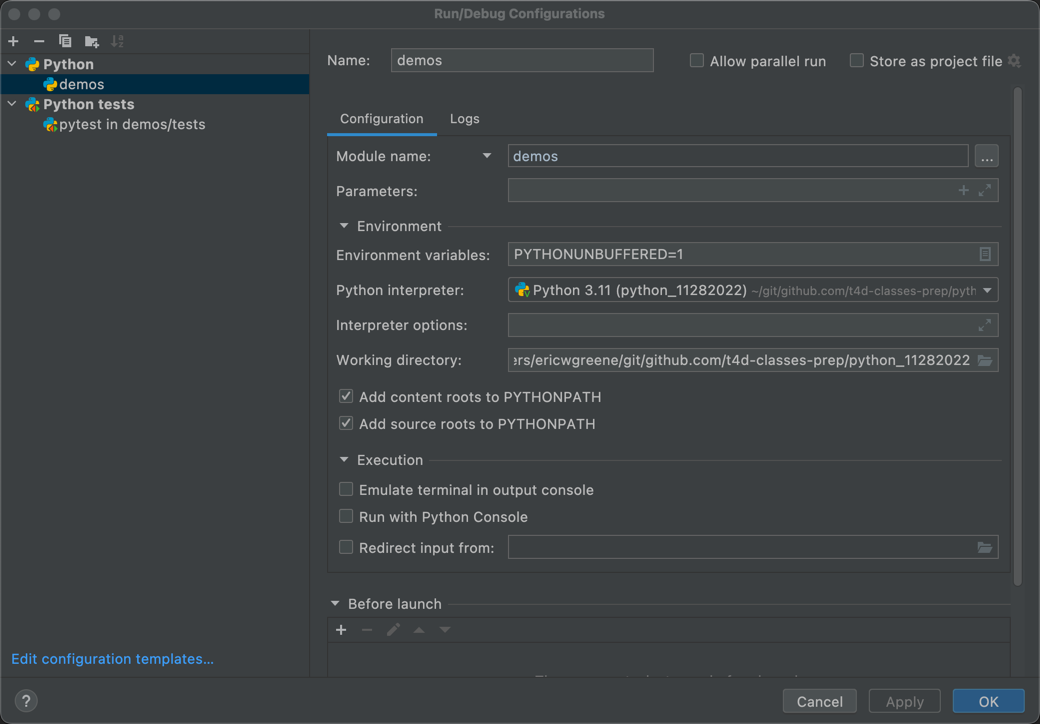 Run/Debug Configurations
Python
demos
Python tests
pytest in demos/tests
Edit configuration templates...
Name: demos
Allow parallel run
Store as project file
Configuration Logs
Module name: demos
...
Parameters:
Environment
Environment variables: PYTHONUNBUFFERED=1
Python interpreter: Python 3.11 (python_11282022) ~/git/github.com/t4d-classes-prep/pyth
Interpreter options:
Working directory: ers/ericwgreene/git/github.com/t4d-classes-prep/python_11282022
Add content roots to PYTHONPATH
Add source roots to PYTHONPATH
Execution
Emulate terminal in output console
Run with Python Console
Redirect input from:
Before launch
?
Cancel Apply OK